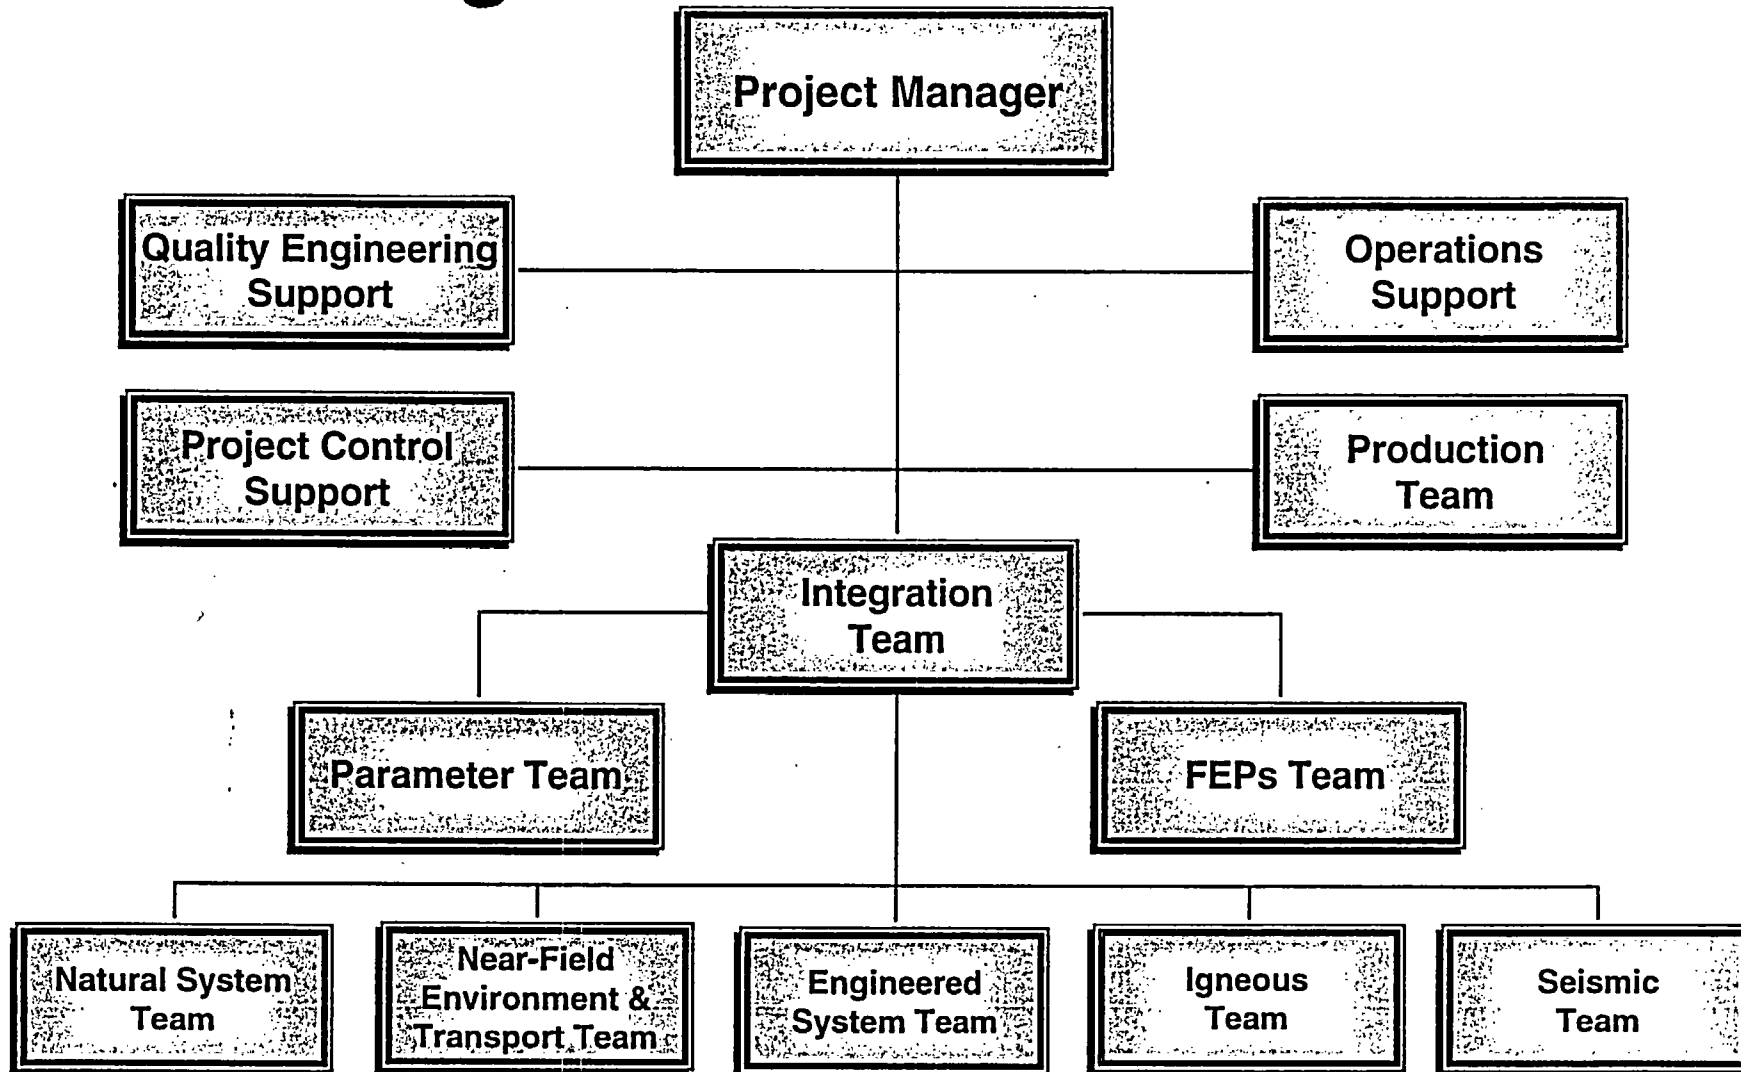 Project Manager
Quality Engineering
Support
Operations
Support
Project Control
Support
Production
Team
Integration
Team
Parameter Team
FEPs Team
Natural System
Team
Near-Field
Environment &
Transport Team
Engineered
System Team
Igneous
Team
Seismic
Team